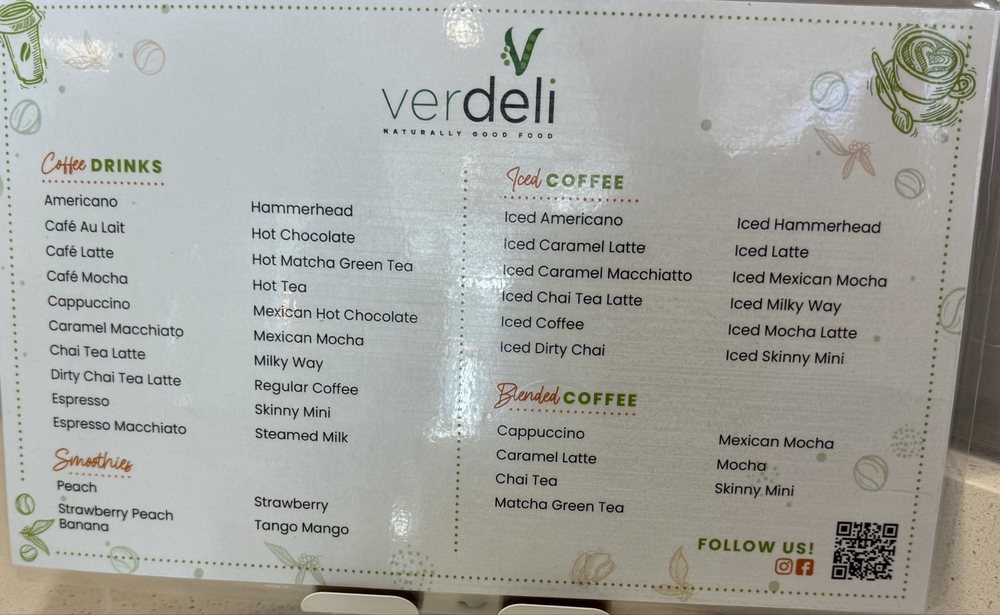 verdeli
NATURALLY GOOD FOOD
Coffee DRINKS
Americano
Café Au Lait
Café Latte
Café Mocha
Cappuccino
Caramel Macchiato
Chai Tea Latte
Dirty Chai Tea Latte
Espresso
Espresso Macchiato
Hammerhead
Hot Chocolate
Hot Matcha Green Tea
Hot Tea
Mexican Hot Chocolate
Mexican Mocha
Milky Way
Regular Coffee
Skinny Mini
Steamed Milk
Smoothies
Peach
Strawberry Peach
Banana
Strawberry
Tango Mango
Iced COFFEE
Iced Americano
Iced Caramel Latte
Iced Caramel Macchiatto
Iced Chai Tea Latte
Iced Coffee
Iced Dirty Chai
Iced Hammerhead
Iced Latte
Iced Mexican Mocha
Iced Milky Way
Iced Mocha Latte
Iced Skinny Mini
Blended COFFEE
Cappuccino
Caramel Latte
Chai Tea
Matcha Green Tea
Mexican Mocha
Mocha
Skinny Mini
FOLLOW US!